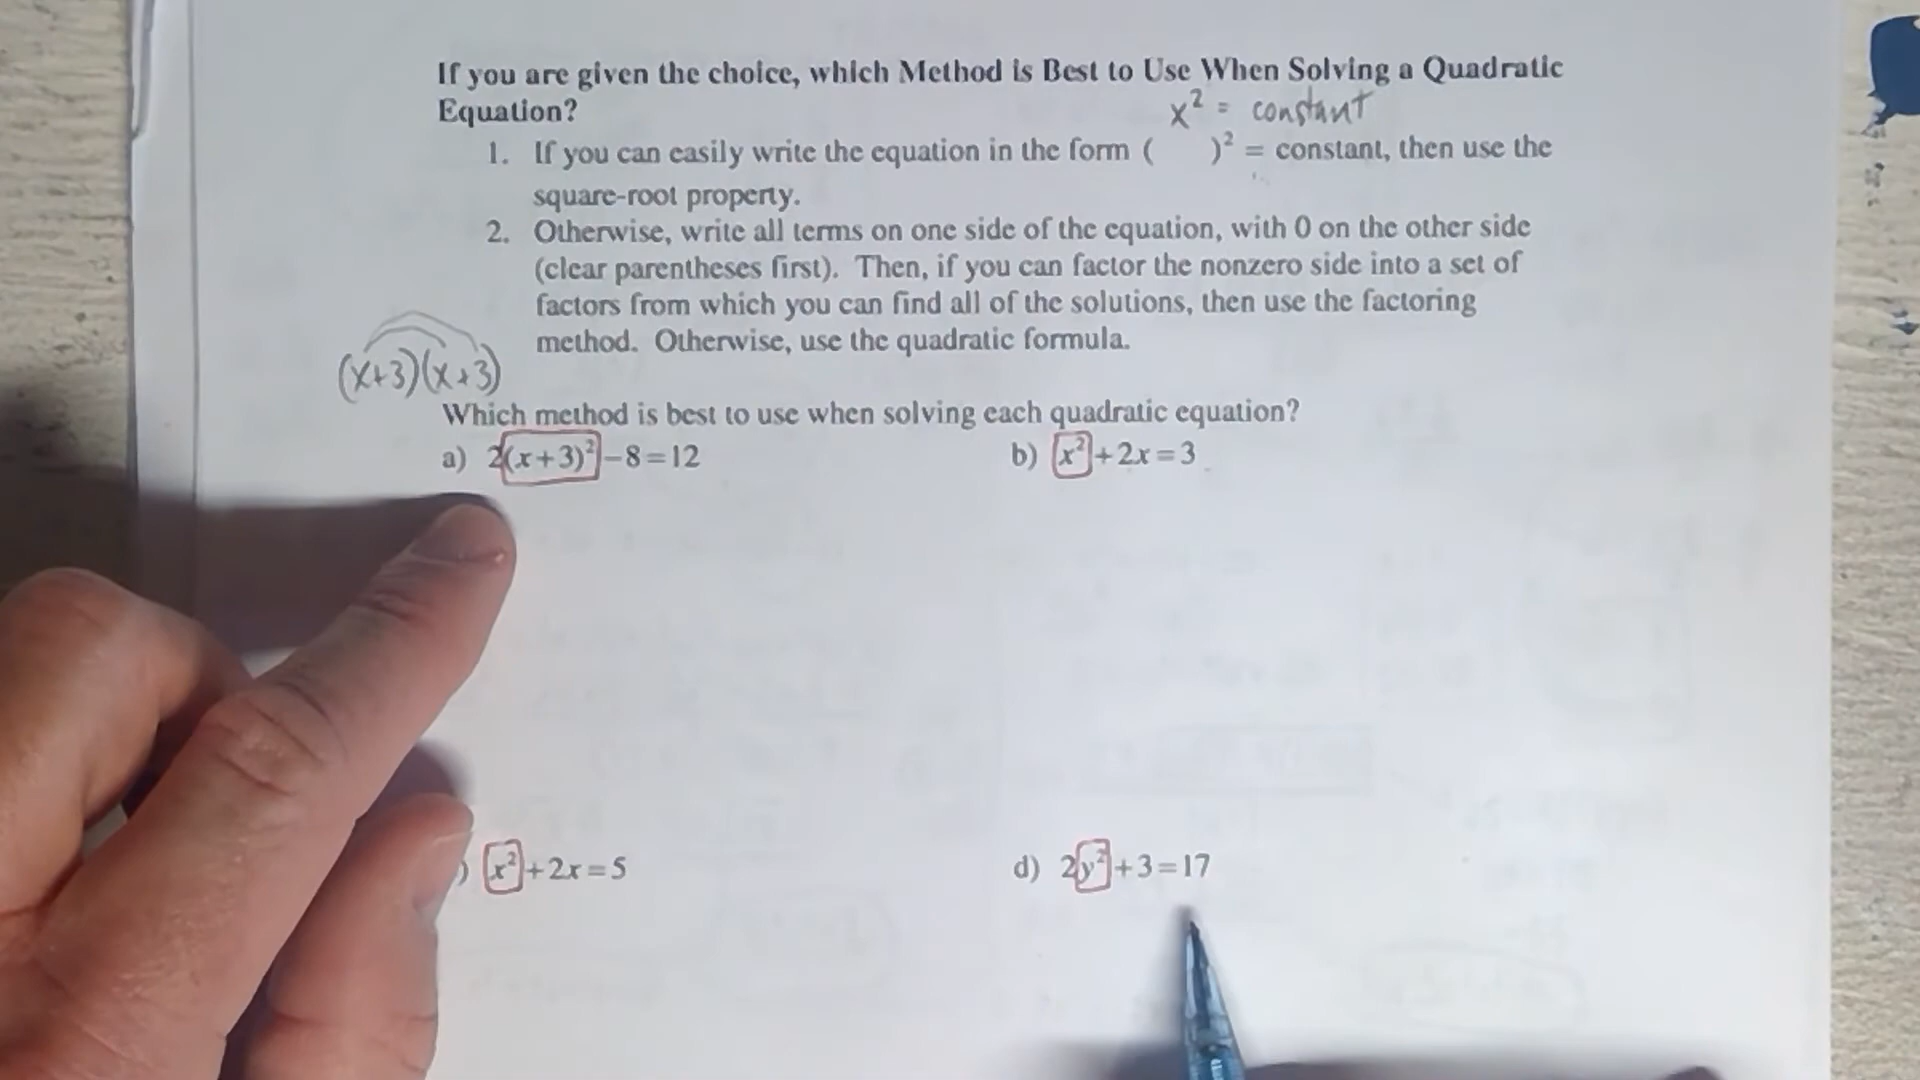 If you are given the choice, which Method is Best to Use When Solving a Quadratic
Equation?
x² = constant
1. If you can easily write the equation in the form (     )² = constant, then use the
square-root property.
2. Otherwise, write all terms on one side of the equation, with 0 on the other side
(clear parentheses first). Then, if you can factor the nonzero side into a set of
factors from which you can find all of the solutions, then use the factoring
method. Otherwise, use the quadratic formula.
(x+3)(x+3)
Which method is best to use when solving each quadratic equation?
a) 2(x+3)²−8=12
b) x²+2x=3
) x²+2x=5
d) 2y²+3=17